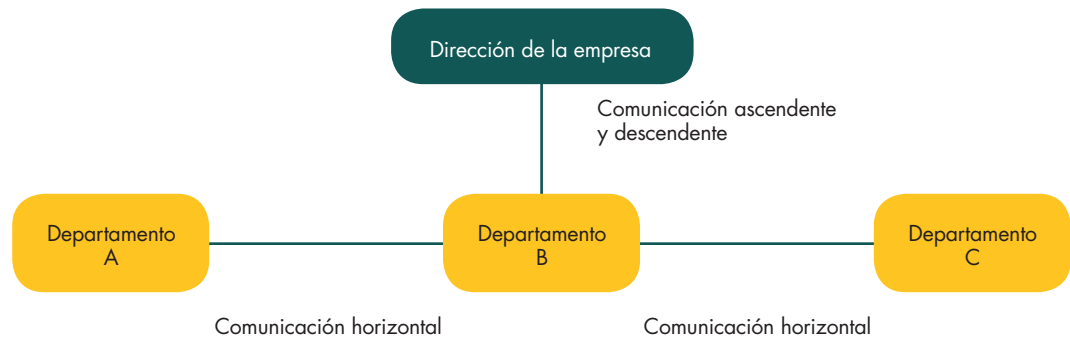 Dirección de la empresa
Comunicación ascendente
y descendente
Departamento
A
Departamento
B
Departamento
C
Comunicación horizontal
Comunicación horizontal